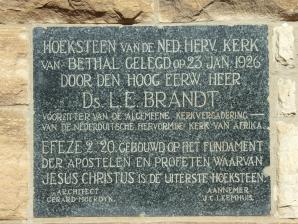 HOEKSTEEN VAN DE NED. HERV. KERK
VAN BETHAL GELEGD OP 23 JAN. 1926
DOOR DEN HOOG EERW. HEER
DS. L. E. BRANDT
VOORZITTER VAN DE ALGEMENE KERKVERGADERING
VAN DE NEDERDUITSCHE HERVORMDE KERK VAN AFRIKA.
EFEZE 2: 20. GEBOUWD OP HET FUNDAMENT
DER APOSTELEN EN PROFETEN WAARVAN
JESUS CHRISTUS IS DE UITERSTE HOEKSTEEN.
ARCHITECT AANNEMER
GERARD MOERDYK. J. C. LEEMHUIS.